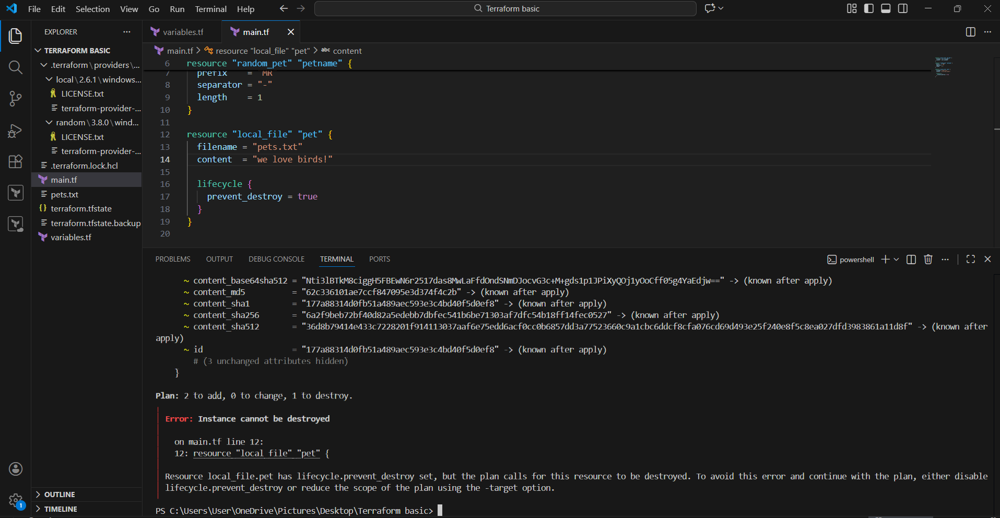 File Edit Selection View Go Run Terminal Help
Terraform basic
EXPLORER
TERRAFORM BASIC
.terraform\providers\...
local\2.6.1\windows...
LICENSE.txt
terraform-provider-...
random\3.8.0\wind...
LICENSE.txt
terraform-provider-...
.terraform.lock.hcl
main.tf
pets.txt
terraform.tfstate
terraform.tfstate.backup
variables.tf
OUTLINE
TIMELINE
1
variables.tf main.tf
main.tf > resource "local_file" "pet" > abc content
6 resource "random_pet" "petname" {
7 prefix = "MR"
8 separator = "-"
9 length = 1
10 }
11
12 resource "local_file" "pet" {
13 filename = "pets.txt"
14 content = "we love birds!"
15
16 lifecycle {
17 prevent_destroy = true
18 }
19 }
20
PROBLEMS OUTPUT DEBUG CONSOLE TERMINAL PORTS
powershell
~ content_base64sha512 = "Nti3lBTkM8ciggH5FBEwN6r2517das8MwLaFfdOndSNmDJocvG3c+M+gds1p1JPiXyQOj1yOoCff05g4YaEdjw==" -> (known after apply)
~ content_md5 = "62c336101ae7ccf847095e3d374f4c2b" -> (known after apply)
~ content_sha1 = "177a88314d0fb51a489aec593e3c4bd40f5d0ef8" -> (known after apply)
~ content_sha256 = "6a2f9beb72bf40d82a5edebb7dbfec541b6be71303af7dfc54b18ff14fec0527" -> (known after apply)
~ content_sha512 = "36d8b79414e433c7228201f914113037aaf6e75edd6acf0cc0b6857dd3a77523660c9a1cbc6ddcf8cfa076cd69d493e25f240e8f5c8ea027dfd3983861a11d8f" -> (known after
apply)
~ id = "177a88314d0fb51a489aec593e3c4bd40f5d0ef8" -> (known after apply)
# (3 unchanged attributes hidden)
}
Plan: 2 to add, 0 to change, 1 to destroy.
Error: Instance cannot be destroyed
on main.tf line 12:
12: resource "local_file" "pet" {
Resource local_file.pet has lifecycle.prevent_destroy set, but the plan calls for this resource to be destroyed. To avoid this error and continue with the plan, either disable
lifecycle.prevent_destroy or reduce the scope of the plan using the -target option.
PS C:\Users\User\OneDrive\Pictures\Desktop\Terraform basic>